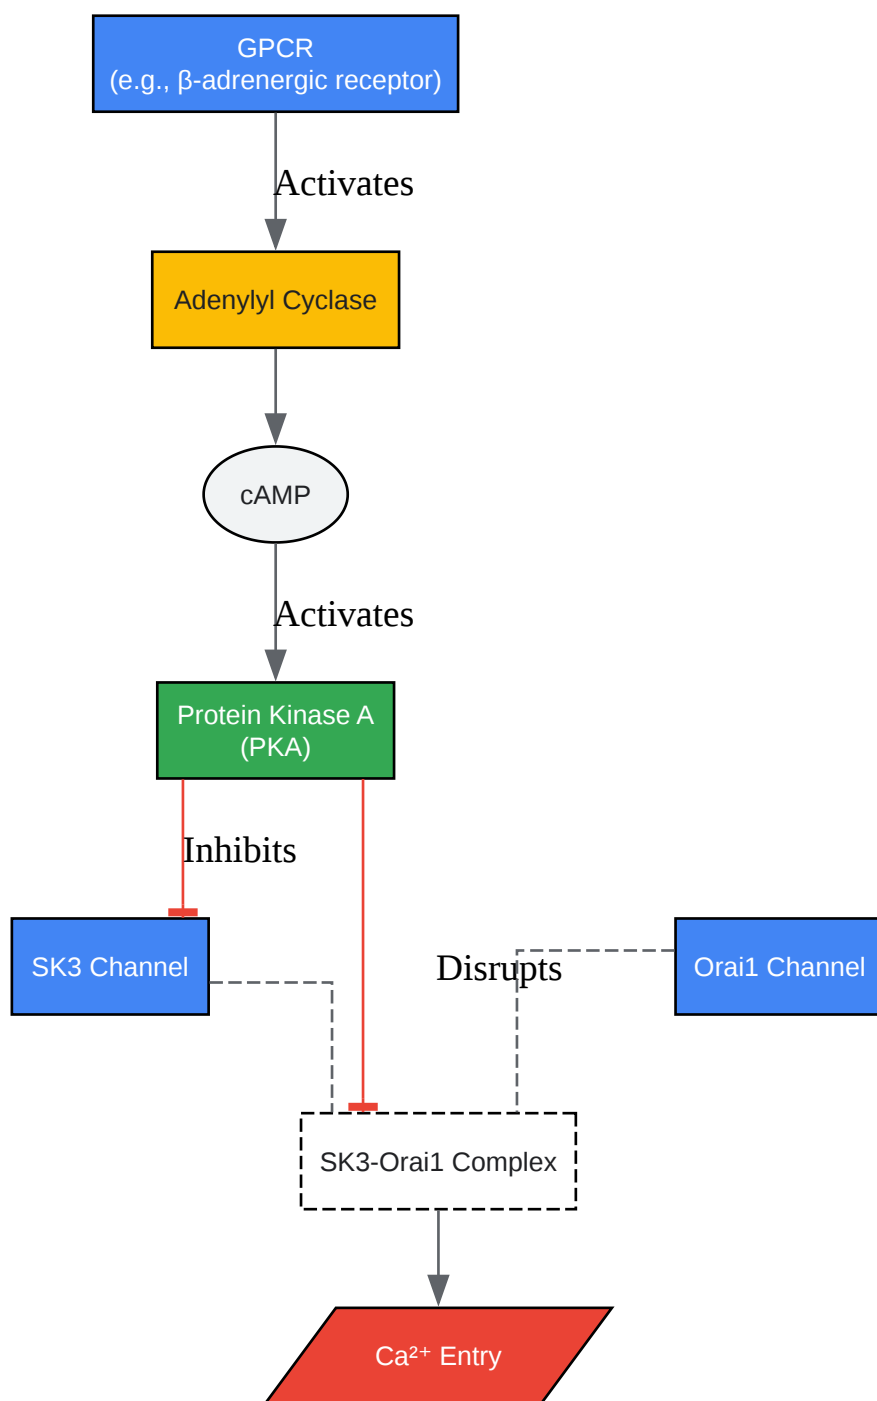 GPCR
(e.g., β-adrenergic receptor)
Activates
Adenylyl Cyclase
cAMP
Activates
Protein Kinase A
(PKA)
Inhibits
SK3 Channel
Disrupts
Orai1 Channel
SK3-Orai1 Complex
Ca²⁺ Entry